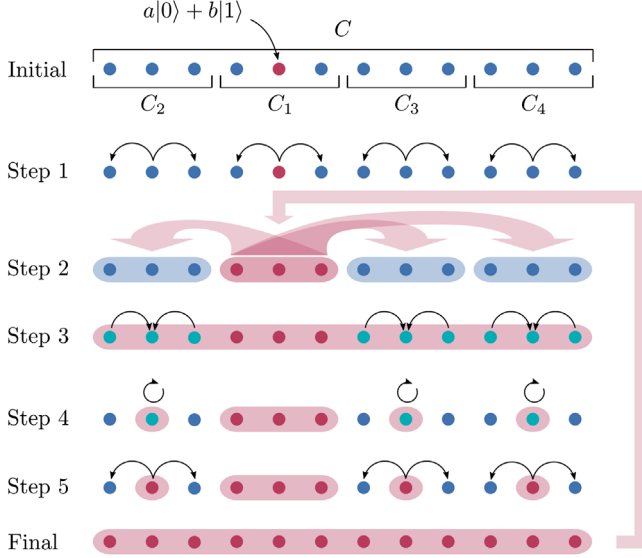 a|0⟩ + b|1⟩
C
Initial
C₂ C₁ C₃ C₄
Step 1
Step 2
Step 3
Step 4
Step 5
Final